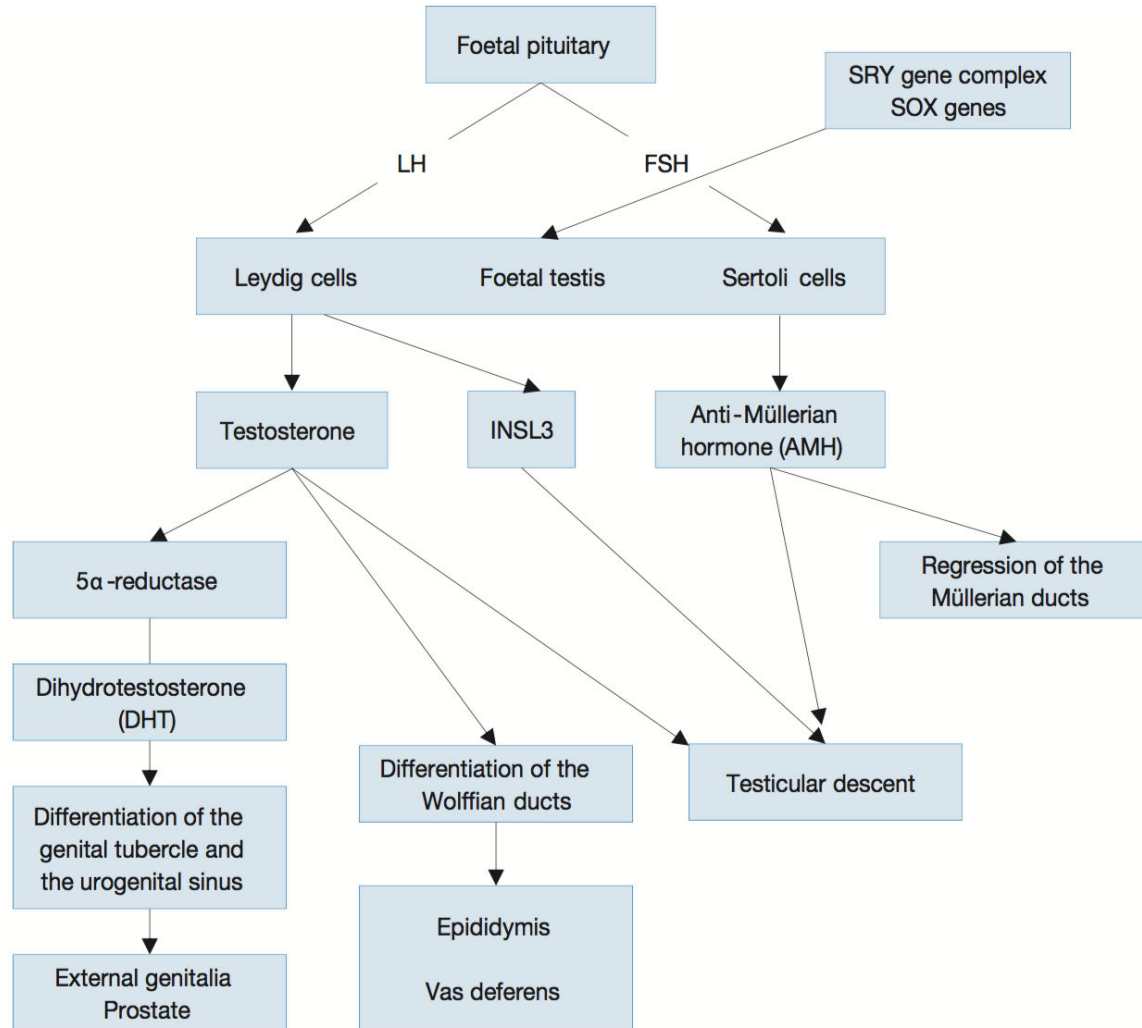 Foetal pituitary
SRY gene complex
SOX genes
LH
FSH
Leydig cells
Foetal testis
Sertoli cells
Testosterone
INSL3
Anti-Müllerian
hormone (AMH)
5α-reductase
Regression of the
Müllerian ducts
Dihydrotestosterone
(DHT)
Differentiation of the
Wolffian ducts
Testicular descent
Differentiation of the
genital tubercle and
the urogenital sinus
Epididymis
Vas deferens
External genitalia
Prostate